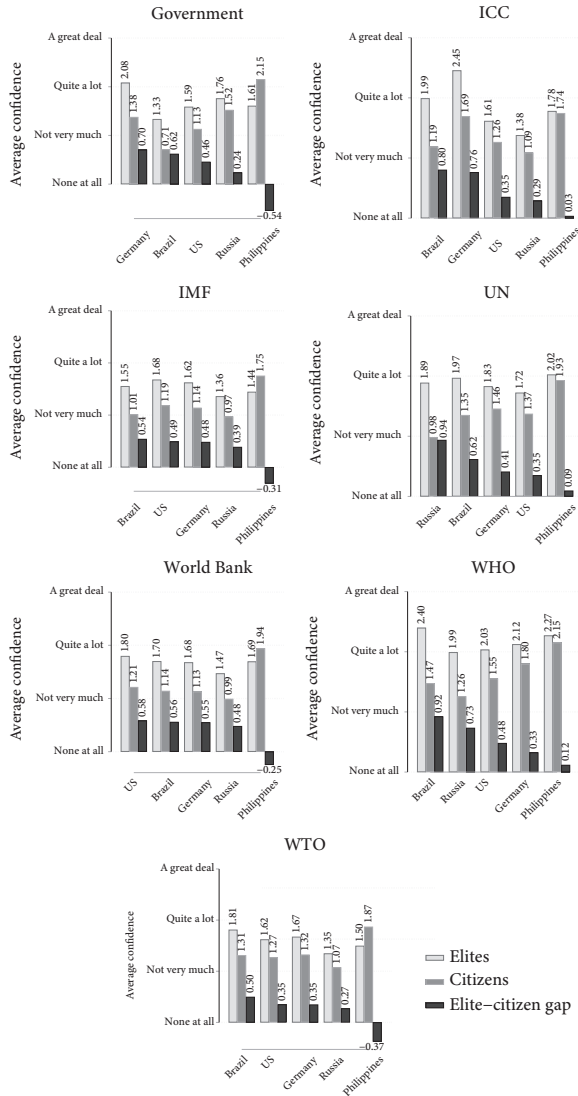 Government
Average confidence
A great deal
Quite a lot
Not very much
None at all
2.08 1.38 0.70
1.33 0.71 0.62
1.59 1.13 0.46
1.76 1.52 0.24
1.61 2.15 −0.54
Germany Brazil US Russia Philippines
ICC
Average confidence
A great deal
Quite a lot
Not very much
None at all
1.99 1.19 0.80
2.45 1.69 0.76
1.61 1.26 0.35
1.38 1.09 0.29
1.78 1.74 0.03
Brazil Germany US Russia Philippines
IMF
Average confidence
A great deal
Quite a lot
Not very much
None at all
1.55 1.01 0.54
1.68 1.19 0.49
1.62 1.14 0.48
1.36 0.97 0.39
1.44 1.75 −0.31
Brazil US Germany Russia Philippines
UN
Average confidence
A great deal
Quite a lot
Not very much
None at all
1.89 0.98 0.94
1.97 1.35 0.62
1.83 1.46 0.41
1.72 1.37 0.35
2.02 1.93 0.09
Russia Brazil Germany US Philippines
World Bank
Average confidence
A great deal
Quite a lot
Not very much
None at all
1.80 1.21 0.58
1.70 1.14 0.56
1.68 1.13 0.55
1.47 0.99 0.48
1.69 1.94 −0.25
US Brazil Germany Russia Philippines
WHO
Average confidence
A great deal
Quite a lot
Not very much
None at all
2.40 1.47 0.92
1.99 1.26 0.73
2.03 1.55 0.48
2.12 1.80 0.33
2.27 2.15 0.12
Brazil Russia US Germany Philippines
WTO
Average confidence
A great deal
Quite a lot
Not very much
None at all
1.81 1.31 0.50
1.62 1.27 0.35
1.67 1.32 0.35
1.35 1.07 0.27
1.50 1.87 −0.37
Brazil US Germany Russia Philippines
Elites
Citizens
Elite−citizen gap